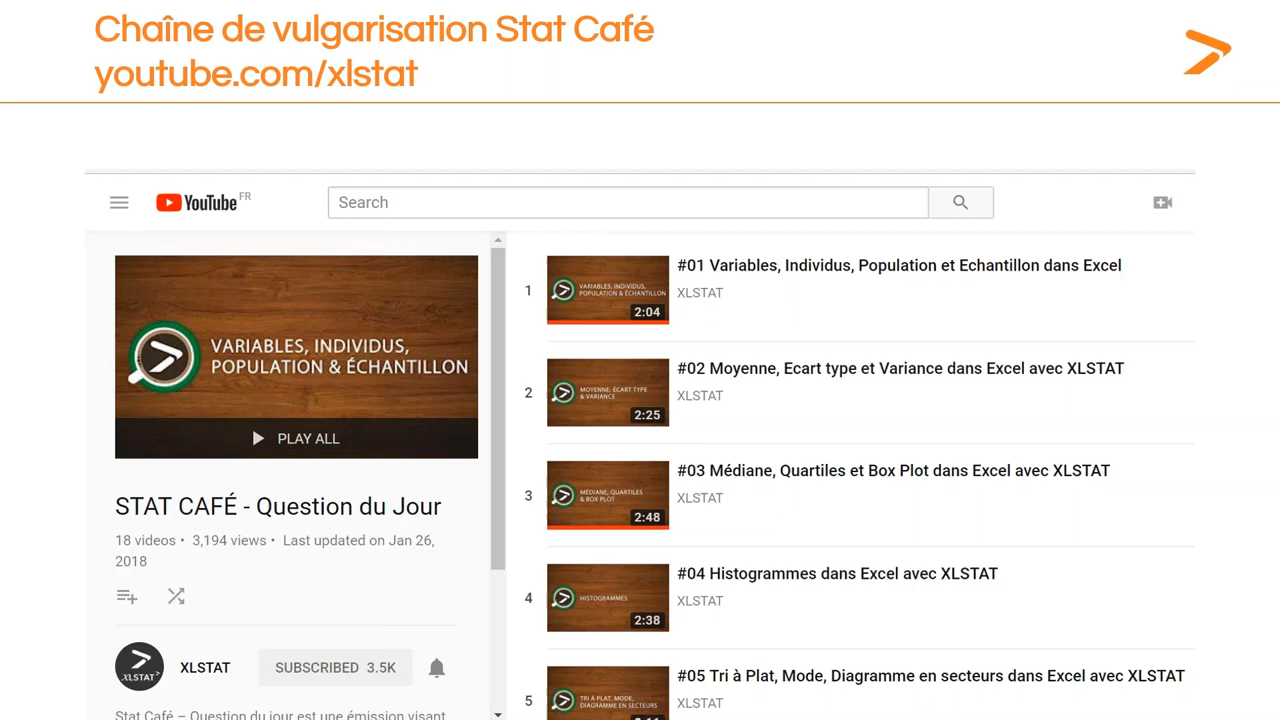 Chaîne de vulgarisation Stat Café
youtube.com/xlstat
YouTube FR
Search
VARIABLES, INDIVIDUS,
POPULATION & ÉCHANTILLON
PLAY ALL
STAT CAFÉ - Question du Jour
18 videos • 3,194 views • Last updated on Jan 26,
2018
XLSTAT
XLSTAT
SUBSCRIBED 3.5K
Stat Café – Question du jour est une émission visant
1
VARIABLES, INDIVIDUS,
POPULATION & ÉCHANTILLON
2:04
#01 Variables, Individus, Population et Echantillon dans Excel
XLSTAT
2
MOYENNE, ÉCART TYPE
& VARIANCE
2:25
#02 Moyenne, Ecart type et Variance dans Excel avec XLSTAT
XLSTAT
3
MÉDIANE, QUARTILES
& BOX PLOT
2:48
#03 Médiane, Quartiles et Box Plot dans Excel avec XLSTAT
XLSTAT
4
HISTOGRAMMES
2:38
#04 Histogrammes dans Excel avec XLSTAT
XLSTAT
5
TRI À PLAT, MODE,
DIAGRAMME EN SECTEURS
#05 Tri à Plat, Mode, Diagramme en secteurs dans Excel avec XLSTAT
XLSTAT